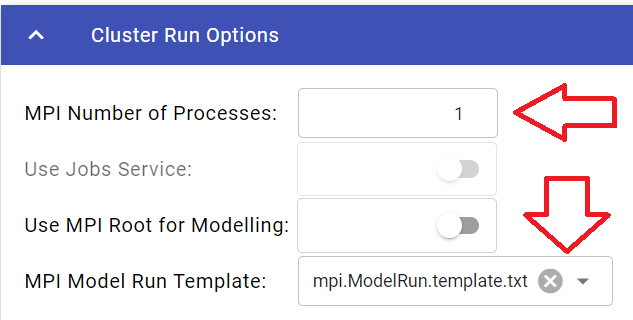 Cluster Run Options
MPI Number of Processes: 1
Use Jobs Service:
Use MPI Root for Modelling:
MPI Model Run Template: mpi.ModelRun.template.txt